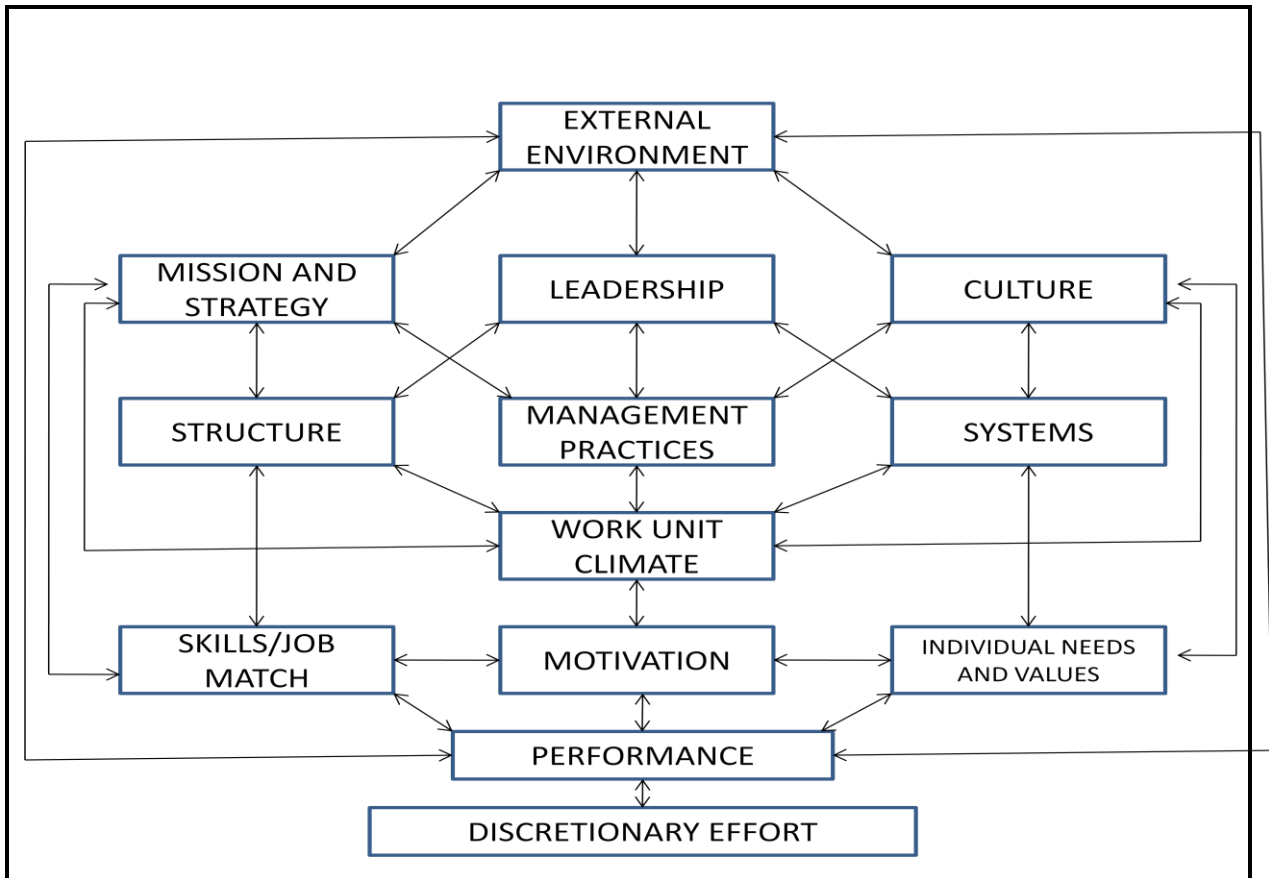 EXTERNAL
ENVIRONMENT
MISSION AND
STRATEGY
LEADERSHIP
CULTURE
STRUCTURE
MANAGEMENT
PRACTICES
SYSTEMS
WORK UNIT
CLIMATE
SKILLS/JOB
MATCH
MOTIVATION
INDIVIDUAL NEEDS
AND VALUES
PERFORMANCE
DISCRETIONARY EFFORT